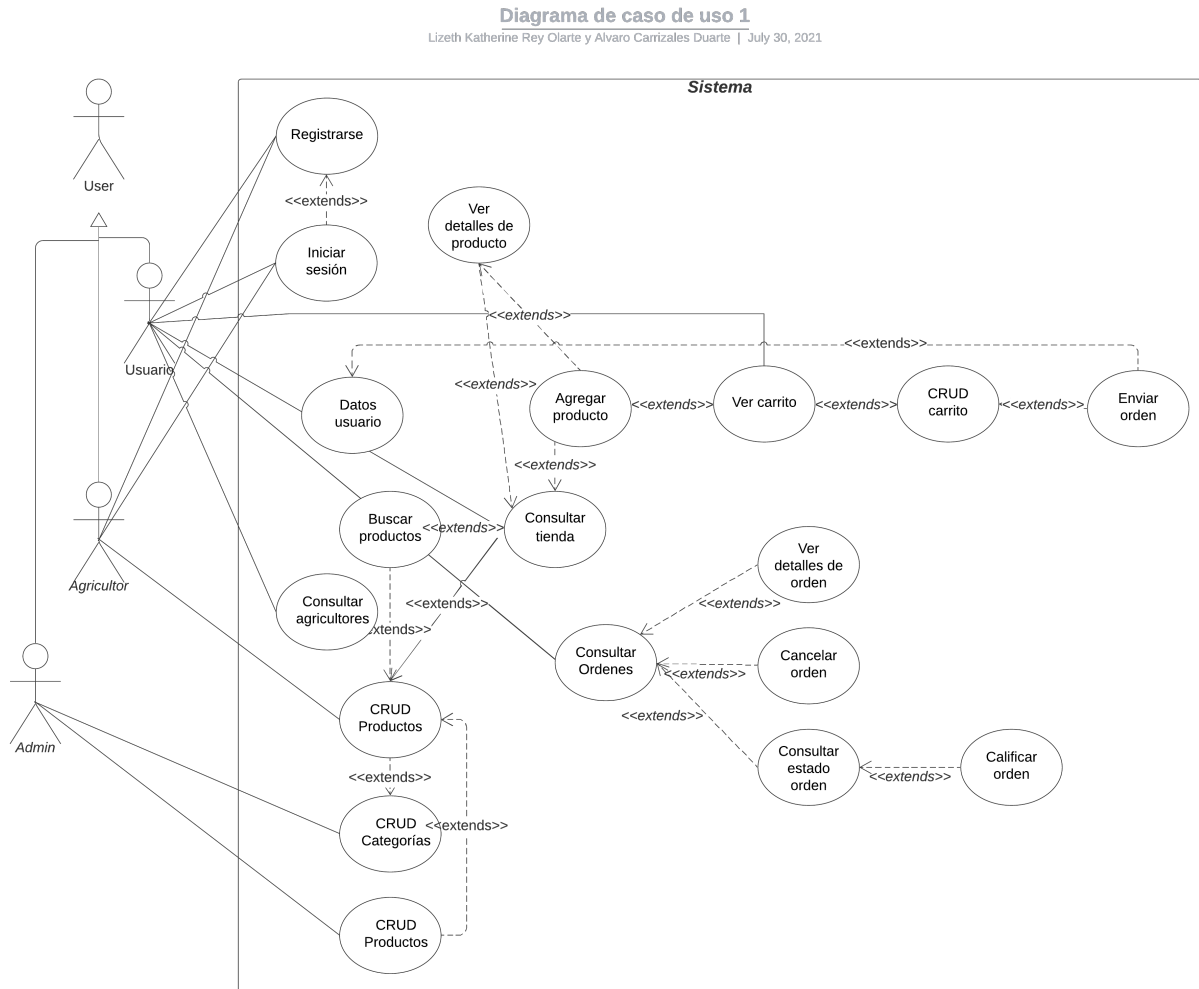 Diagrama de caso de uso 1
Lizeth Katherine Rey Olarte y Alvaro Carrizales Duarte | July 30, 2021
Sistema
User
Registrarse
<<extends>>
Iniciar
sesión
Ver
detalles de
producto
Usuario
<<extends>>
<<extends>>
<<extends>>
Datos
usuario
Agregar
producto
<<extends>>
Ver carrito
<<extends>>
CRUD
carrito
<<extends>>
Enviar
orden
<<extends>>
Agricultor
Buscar
productos
<<extends>>
Consultar
tienda
Consultar
agricultores
extends>>
<<extends>>
Ver
detalles de
orden
<<extends>>
Consultar
Ordenes
Cancelar
orden
<<extends>>
<<extends>>
Consultar
estado
orden
<<extends>>
Calificar
orden
Admin
CRUD
Productos
<<extends>>
CRUD
Categorías
<<extends>>
CRUD
Productos